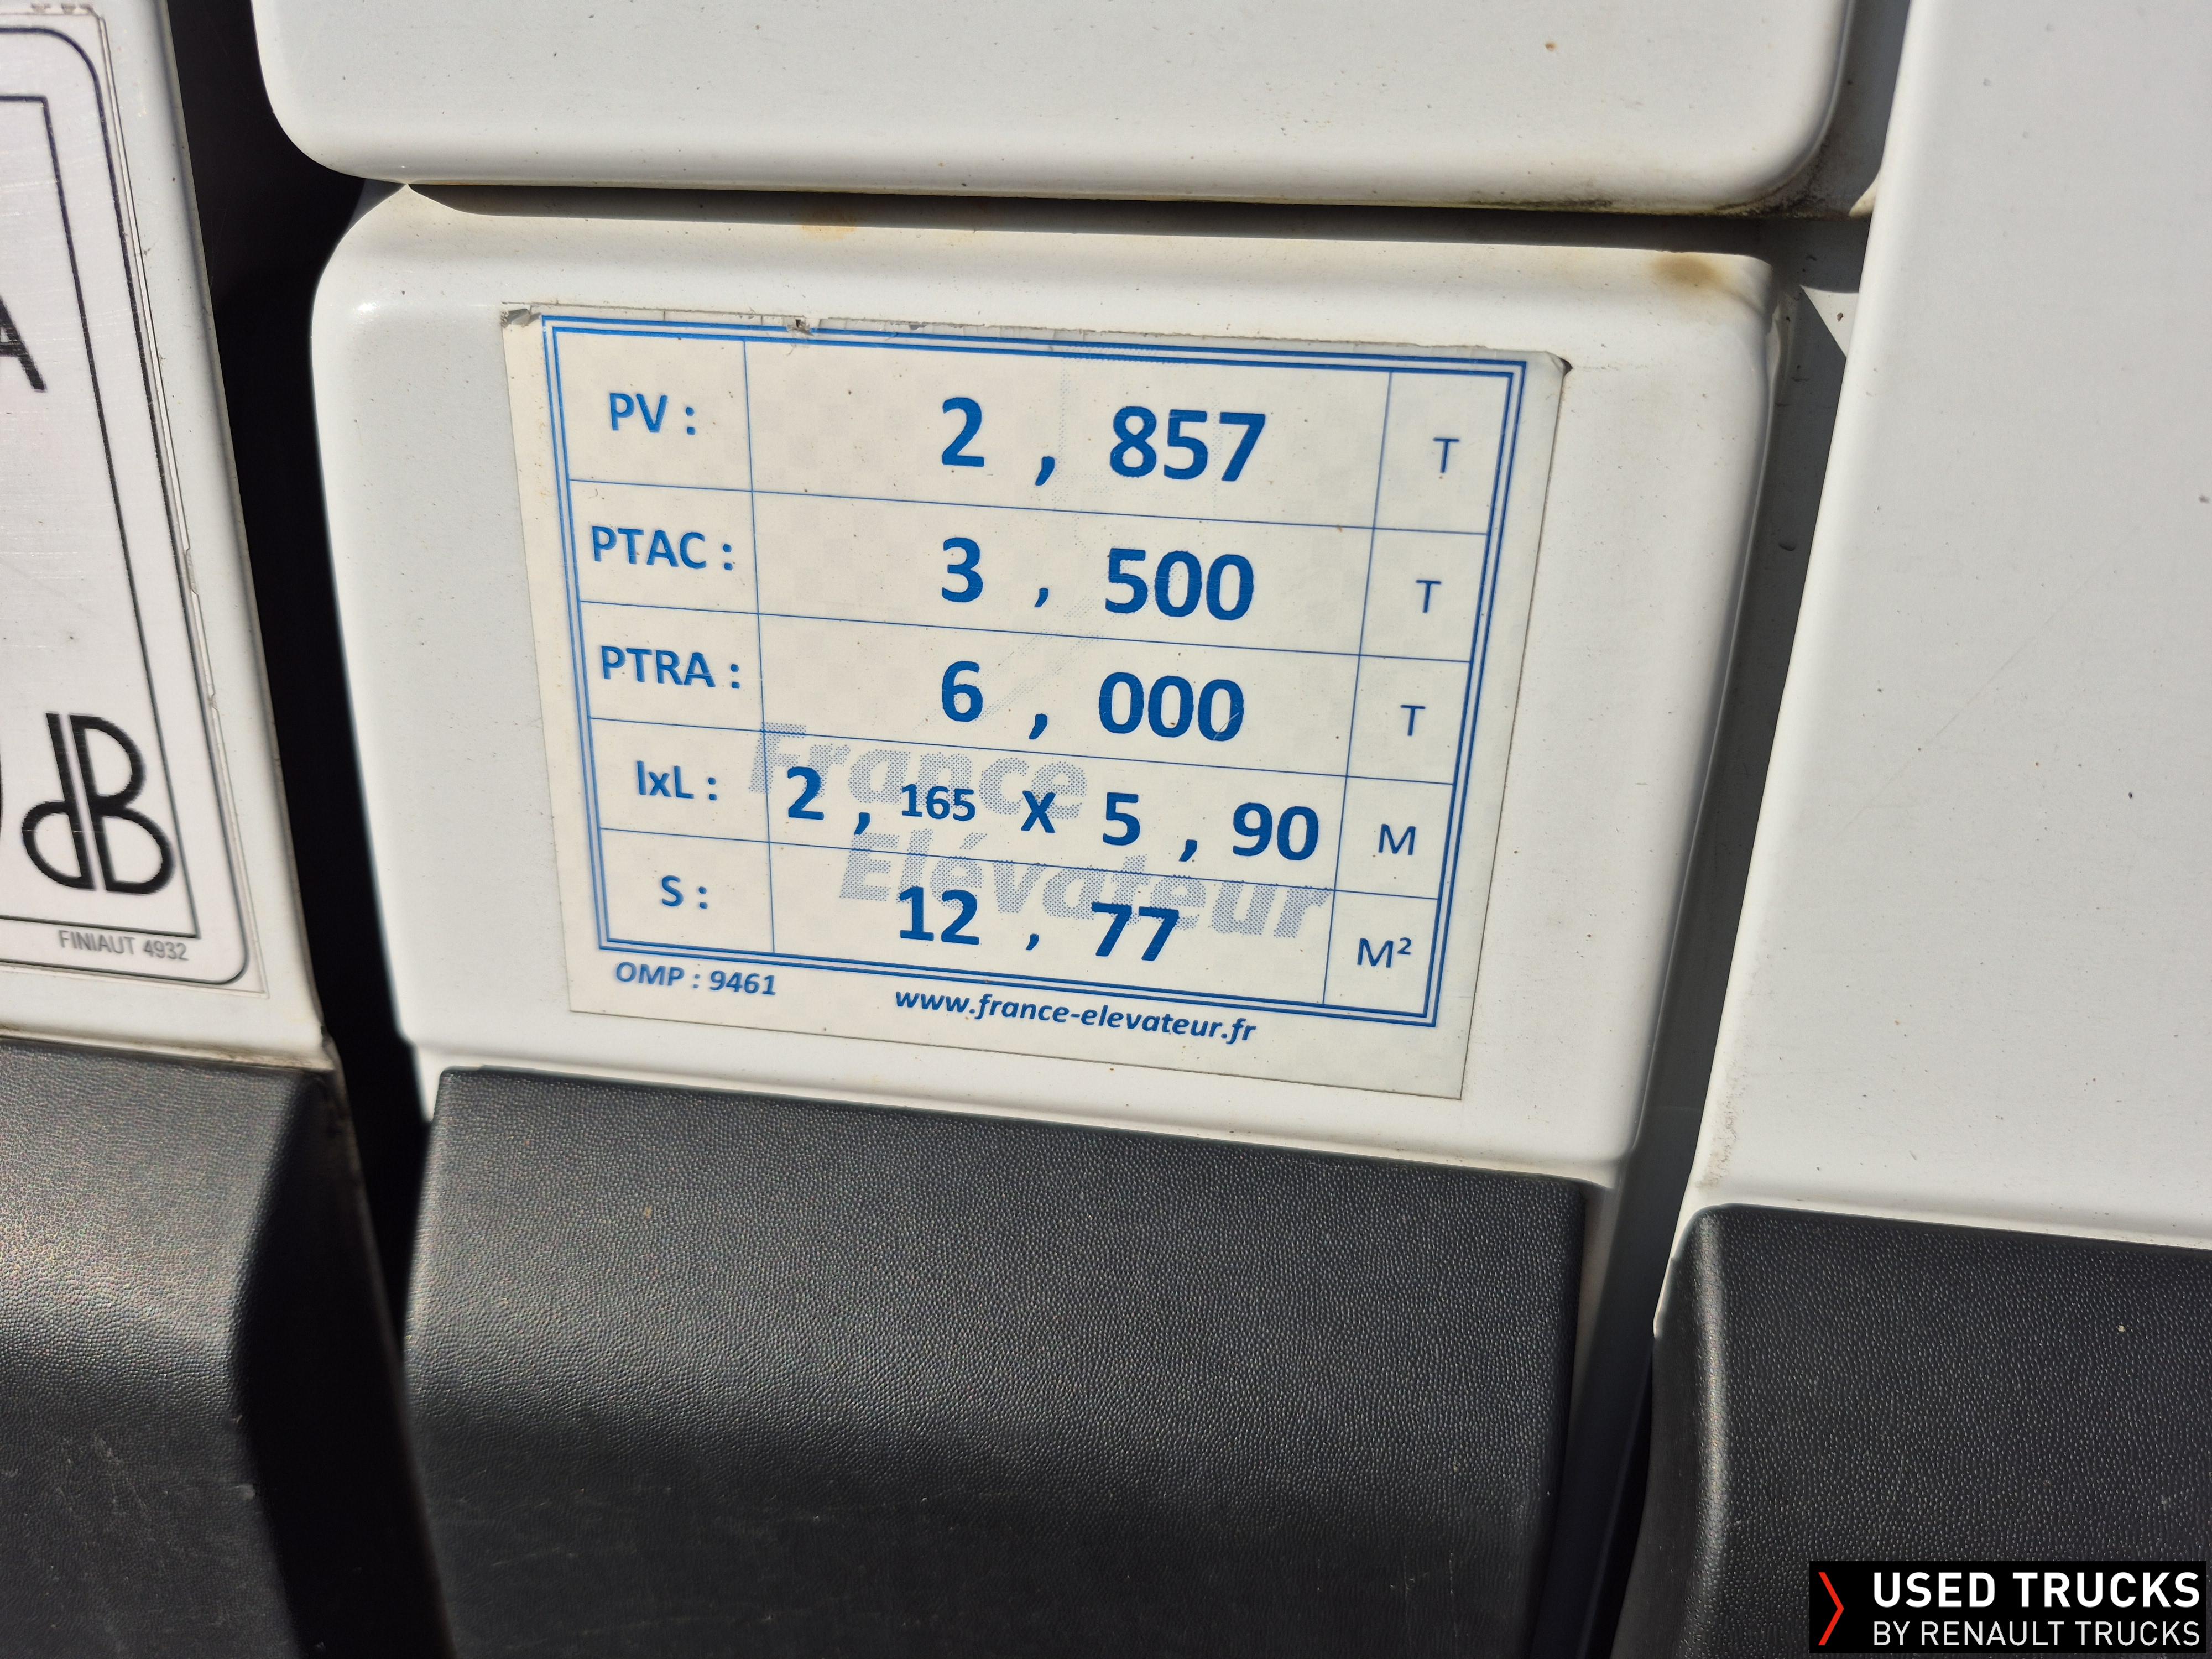 PV : 2 , 857 T
PTAC : 3 , 500 T
PTRA : 6 , 000 T
lxL : 2 , 165 X 5 , 90 M
S : 12 , 77 M²
France
Elévateur
OMP : 9461
www.france-elevateur.fr
A
dB
FINIAUT 4932
USED TRUCKS
BY RENAULT TRUCKS